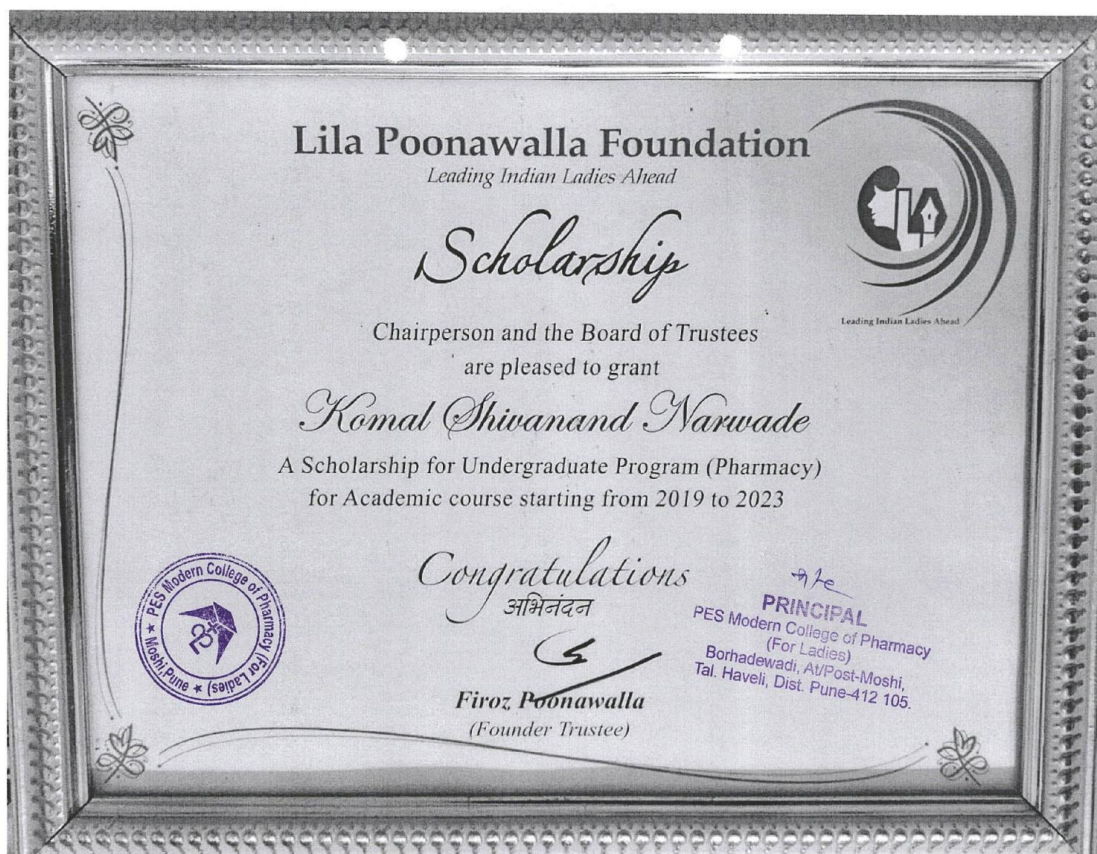 Lila Poonawalla Foundation
Leading Indian Ladies Ahead
Scholarship
Leading Indian Ladies Ahead
Chairperson and the Board of Trustees
are pleased to grant
Komal Shivanand Narwade
A Scholarship for Undergraduate Program (Pharmacy)
for Academic course starting from 2019 to 2023
Congratulations
अभिनंदन
Firoz Poonawalla
(Founder Trustee)
★ PES Modern College of Pharmacy (For Ladies) ★ Moshi, Pune
PRINCIPAL
PES Modern College of Pharmacy
(For Ladies)
Borhadewadi, At/Post-Moshi,
Tal. Haveli, Dist. Pune-412 105.